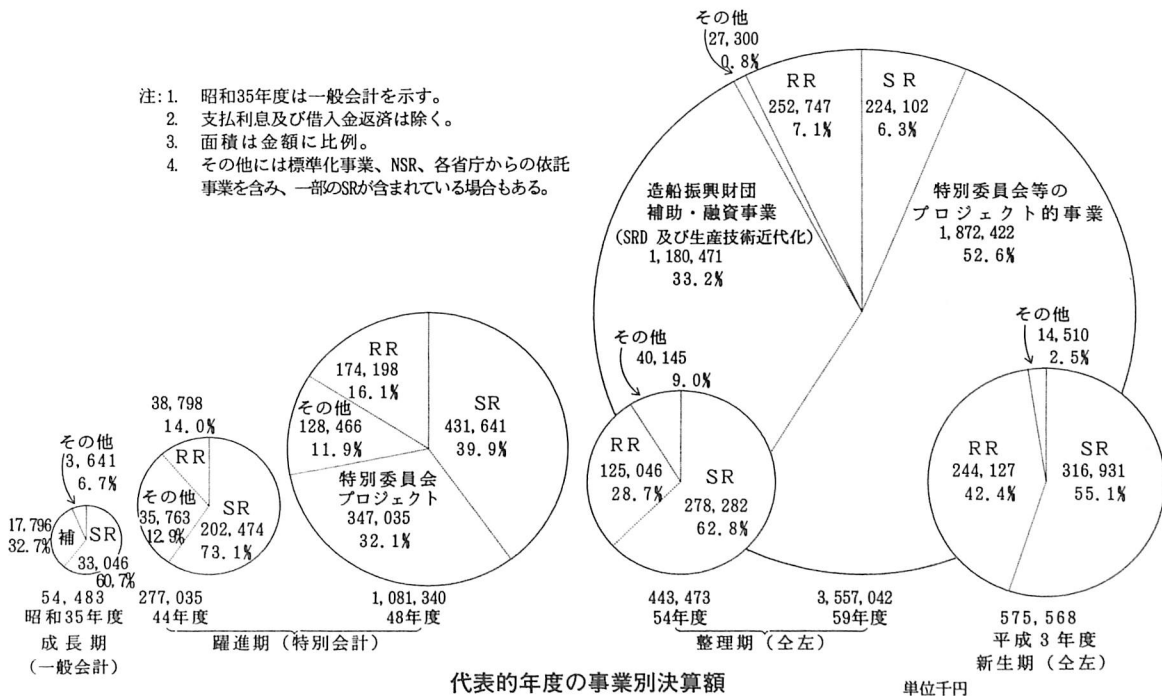 注:1. 昭和35年度は一般会計を示す。
2. 支払利息及び借入金返済は除く。
3. 面積は金額に比例。
4. その他には標準化事業、NSR、各省庁からの依託
事業を含み、一部のSRが含まれている場合もある。
その他
3,641
6.7%
17,796
32.7%
補
SR
33,046
60.7%
54,483
昭和35年度
成長期
(一般会計)
38,798
14.0%
RR
その他
35,763
12.9%
SR
202,474
73.1%
277,035
44年度
RR
174,198
16.1%
その他
128,466
11.9%
SR
431,641
39.9%
特別委員会
プロジェクト
347,035
32.1%
1,081,340
48年度
躍進期(特別会計)
その他
40,145
9.0%
RR
125,046
28.7%
SR
278,282
62.8%
443,473
54年度
その他
27,300
0.8%
RR
252,747
7.1%
SR
224,102
6.3%
造船振興財団
補助・融資事業
(SRD 及び生産技術近代化)
1,180,471
33.2%
特別委員会等の
プロジェクト的事業
1,872,422
52.6%
3,557,042
59年度
整理期(仝左)
その他
14,510
2.5%
RR
244,127
42.4%
SR
316,931
55.1%
575,568
平成3年度
新生期(仝左)
代表的年度の事業別決算額
単位千円